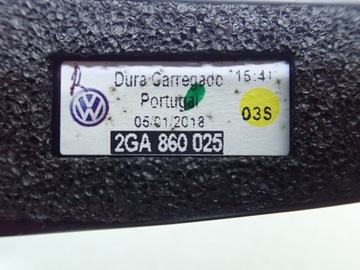 Dura Carregado 15:41
Portugal
03S
05/01/2018
2GA 860 025